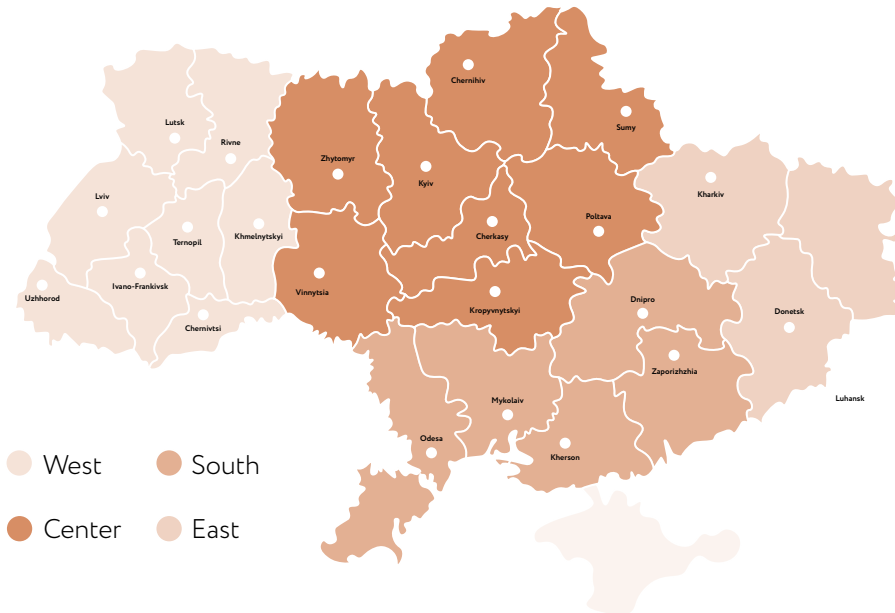 Chernihiv
Sumy
Lutsk
Rivne
Zhytomyr
Kyiv
Kharkiv
Lviv
Poltava
Khmelnytskyi
Cherkasy
Ternopil
Ivano-Frankivsk
Vinnytsia
Uzhhorod
Dnipro
Kropyvnytskyi
Donetsk
Chernivtsi
Zaporizhzhia
Luhansk
Mykolaiv
Odesa
Kherson
West
South
Center
East